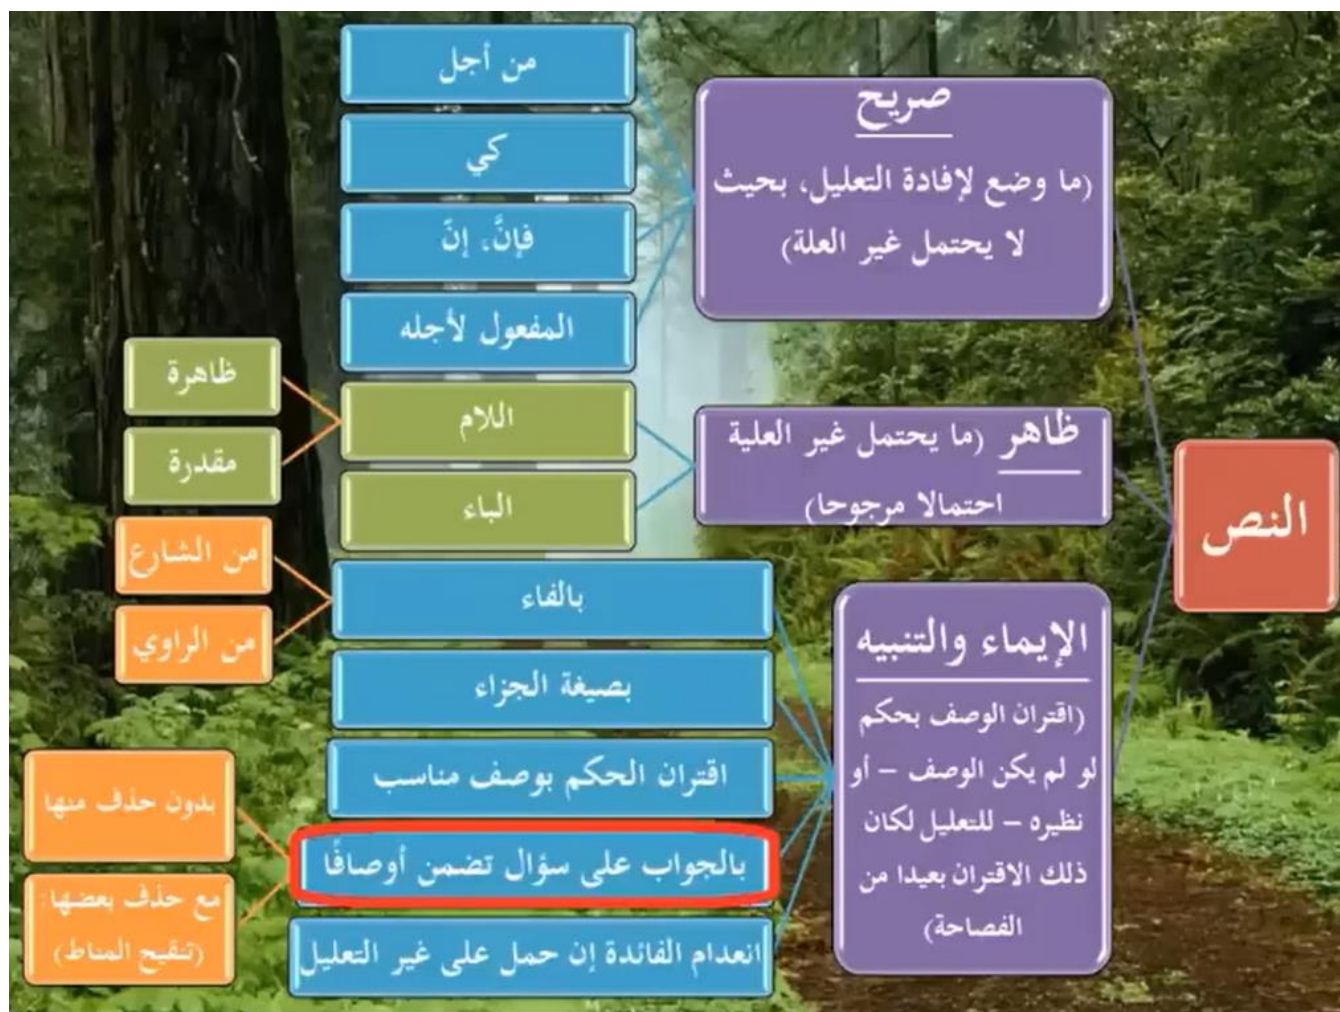 النص
صريح
(ما وضع لإفادة التعليل، بحيث
لا يحتمل غير العلة)
من أجل
كي
فإنَّ، إنّ
المفعول لأجله
ظاهر (ما يحتمل غير العلية
احتمالا مرجوحا)
اللام
ظاهرة
مقدرة
الباء
الإيماء والتنبيه
(اقتران الوصف بحكم
لو لم يكن الوصف – أو
نظيره – للتعليل لكان
ذلك الاقتران بعيدا من
الفصاحة)
بالفاء
من الشارع
من الراوي
بصيغة الجزاء
اقتران الحكم بوصف مناسب
بالجواب على سؤال تضمن أوصافًا
بدون حذف منها
مع حذف بعضها:
(تنقيح المناط)
انعدام الفائدة إن حمل على غير التعليل